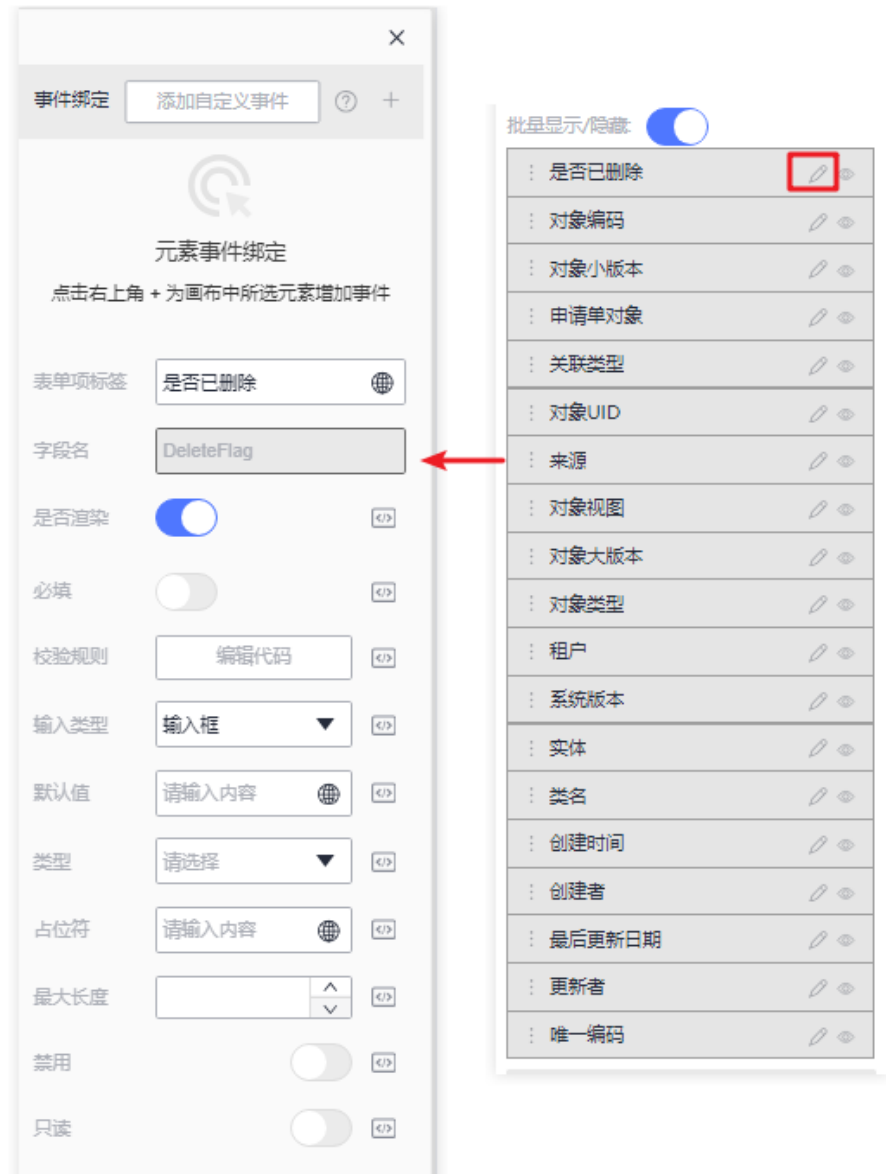 事件绑定 添加自定义事件
元素事件绑定
点击右上角 + 为画布中所选元素增加事件
表单项标签 是否已删除
字段名 DeleteFlag
是否渲染
必填
校验规则 编辑代码
输入类型 输入框
默认值 请输入内容
类型 请选择
占位符 请输入内容
最大长度
禁用
只读
批量显示/隐藏:
是否已删除
对象编码
对象小版本
申请单对象
关联类型
对象UID
来源
对象视图
对象大版本
对象类型
租户
系统版本
实体
类名
创建时间
创建者
最后更新日期
更新者
唯一编码